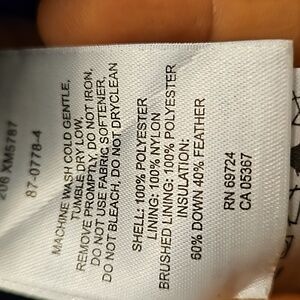 206 XM5787
87-0778-4
MACHINE WASH COLD GENTLE,
TUMBLE DRY LOW,
REMOVE PROMPTLY, DO NOT IRON,
DO NOT USE FABRIC SOFTENER,
DO NOT BLEACH, DO NOT DRYCLEAN
SHELL: 100% POLYESTER
LINING: 100% NYLON
BRUSHED LINING: 100% POLYESTER
INSULATION:
60% DOWN 40% FEATHER
RN 69724
CA 05367